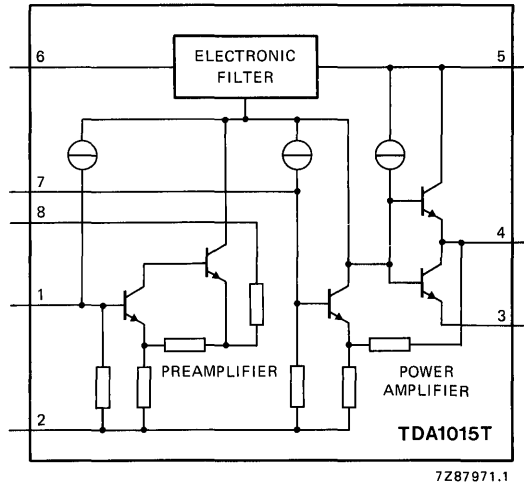 ELECTRONIC
FILTER
6
5
7
8
4
1
3
PREAMPLIFIER
POWER
AMPLIFIER
2
TDA1015T
7Z87971.1